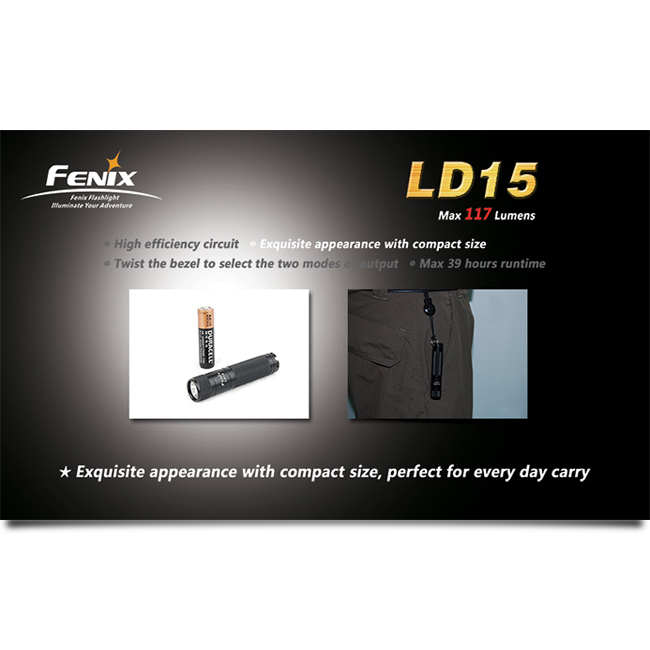 FENIX
Fenix Flashlight
Illuminate Your Adventure
LD15
Max 117 Lumens
• High efficiency circuit • Exquisite appearance with compact size
• Twist the bezel to select the two modes of output • Max 39 hours runtime
DURACELL
★ Exquisite appearance with compact size, perfect for every day carry